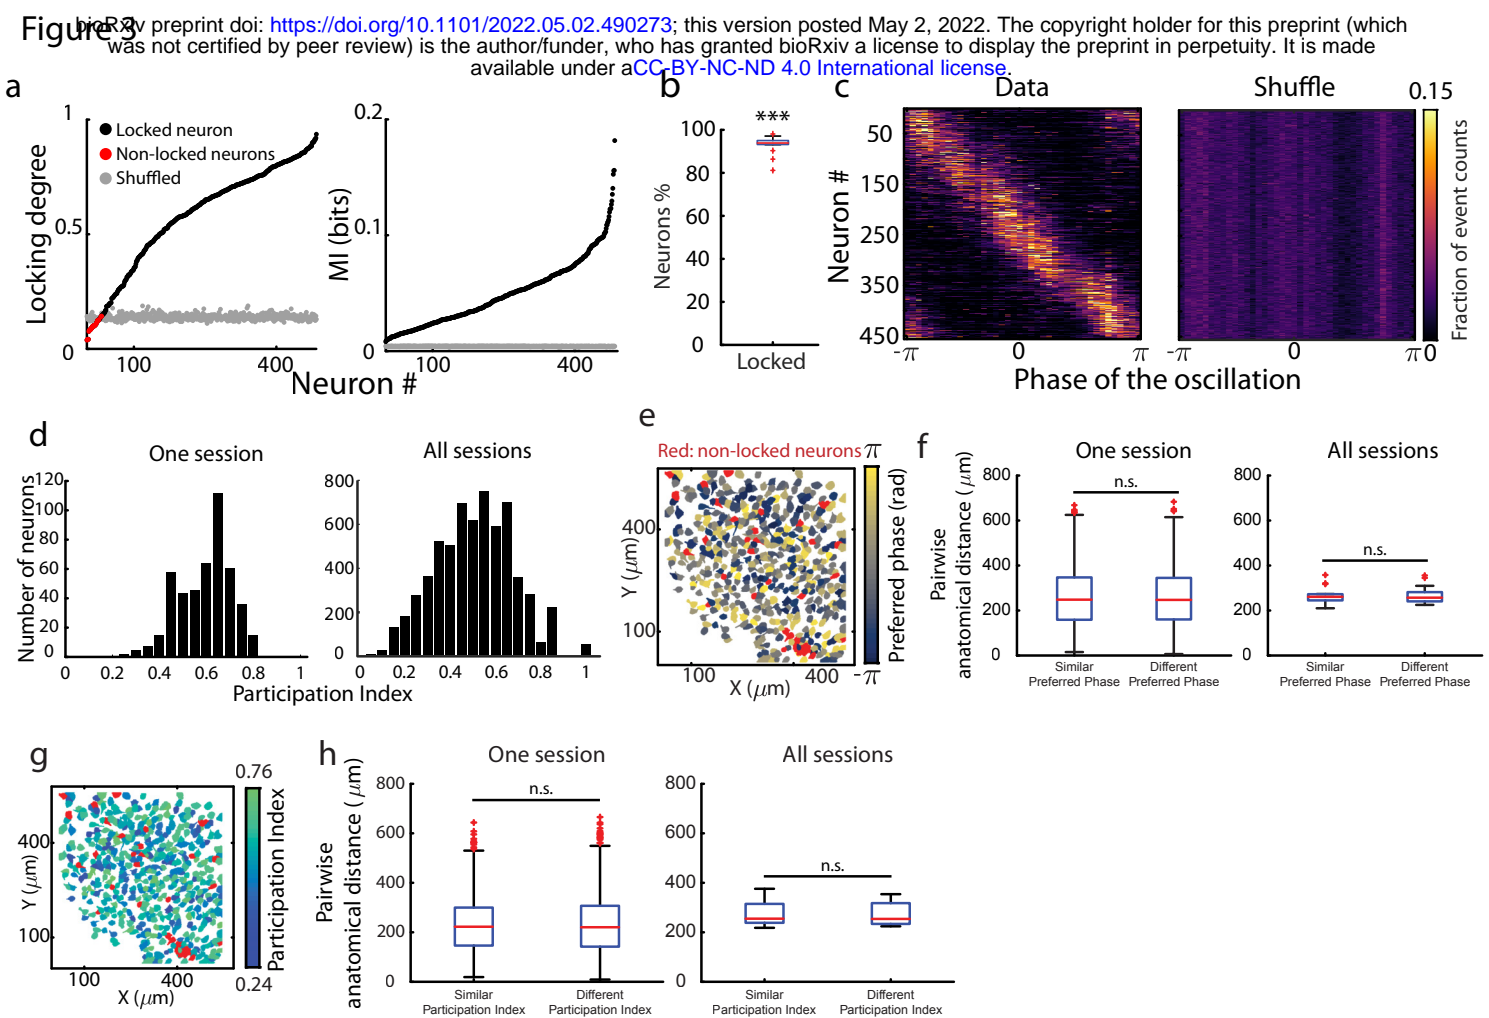 Figure 3
bioRxiv preprint doi: https://doi.org/10.1101/2022.05.02.490273; this version posted May 2, 2022. The copyright holder for this preprint (which
was not certified by peer review) is the author/funder, who has granted bioRxiv a license to display the preprint in perpetuity. It is made
available under aCC-BY-NC-ND 4.0 International license.
a
Locking degree
1
0.5
0
Locked neuron
Non-locked neurons
Shuffled
100
400
MI (bits)
0.2
0.1
0
100
400
Neuron #
b
***
Neurons %
100
80
60
40
20
0
Locked
c
Data
Shuffle
0.15
Neuron #
50
150
250
350
450
-π
0
π
-π
0
π
0
Fraction of event counts
Phase of the oscillation
d
One session
All sessions
Number of neurons
120
100
80
60
40
20
0
0
0.2
0.4
0.6
0.8
1
800
600
400
200
0
0
0.2
0.4
0.6
0.8
1
Participation Index
e
Red: non-locked neurons
π
Y (μm)
400
100
100
400
X (μm)
-π
Preferred phase (rad)
f
One session
All sessions
Pairwise
anatomical distance (μm)
800
600
400
200
0
n.s.
Similar
Preferred Phase
Different
Preferred Phase
800
600
400
200
0
n.s.
Similar
Preferred Phase
Different
Preferred Phase
g
0.76
Y (μm)
400
100
100
400
X (μm)
0.24
Participation Index
h
One session
All sessions
Pairwise
anatomical distance (μm)
800
600
400
200
0
n.s.
Similar
Participation Index
Different
Participation Index
800
600
400
200
0
n.s.
Similar
Participation Index
Different
Participation Index